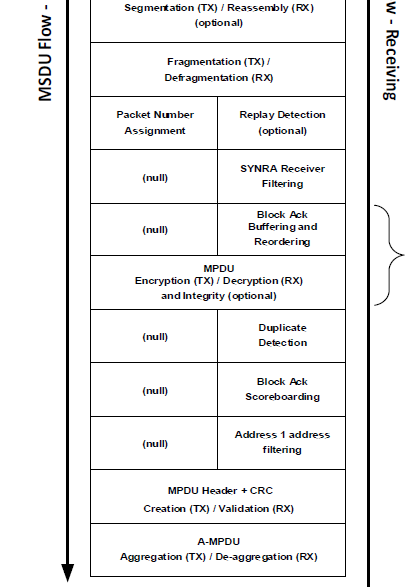 MSDU Flow -
w - Receiving
Segmentation (TX) / Reassembly (RX)
(optional)
Fragmentation (TX) /
Defragmentation (RX)
Packet Number
Assignment
Replay Detection
(optional)
(null)
SYNRA Receiver
Filtering
(null)
Block Ack
Buffering and
Reordering
MPDU
Encryption (TX) / Decryption (RX)
and Integrity (optional)
(null)
Duplicate
Detection
(null)
Block Ack
Scoreboarding
(null)
Address 1 address
filtering
MPDU Header + CRC
Creation (TX) / Validation (RX)
A-MPDU
Aggregation (TX) / De-aggregation (RX)